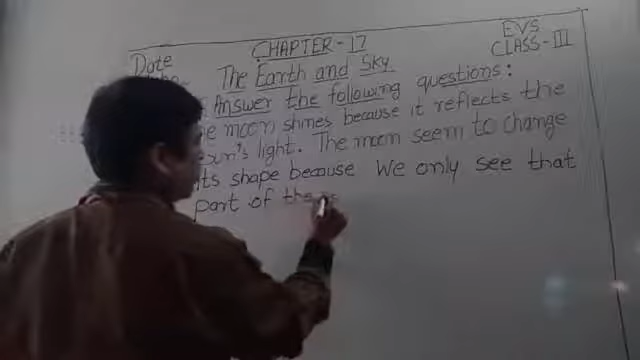 CHAPTER - 17
EVS
CLASS - III
Date
The Earth and Sky
Answer the following questions:
moon shines because it reflects the
light. The moon seem to change
its shape because We only see that
part of the